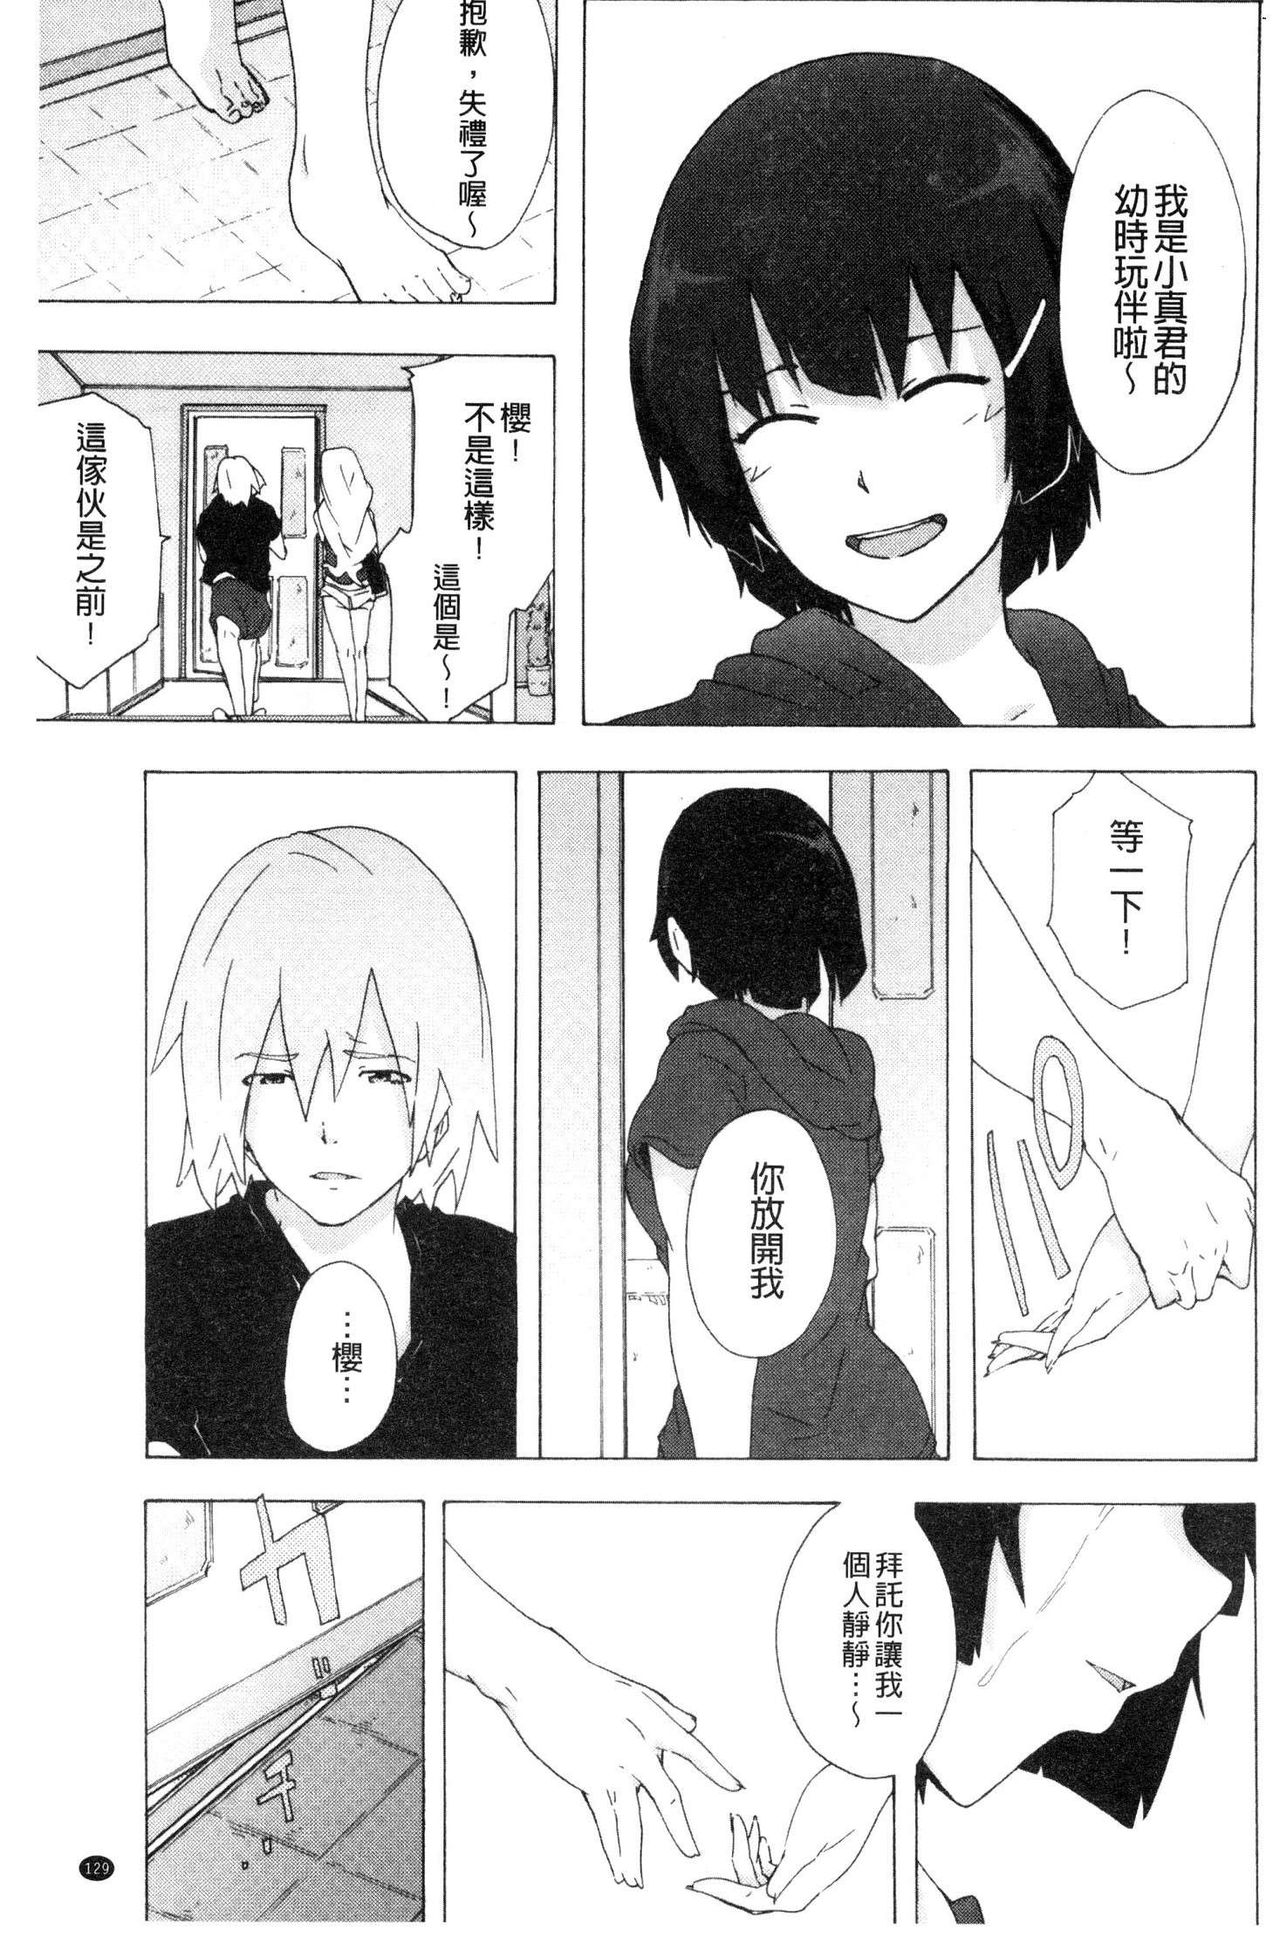 我是小真君的
幼時玩伴啦～
抱歉，失禮了喔～
櫻！
不是這樣！
這個是～！
這傢伙是之前！
等一下！
你放開我
…櫻…
拜託你讓我一
個人靜靜…～
ガ
チ
129